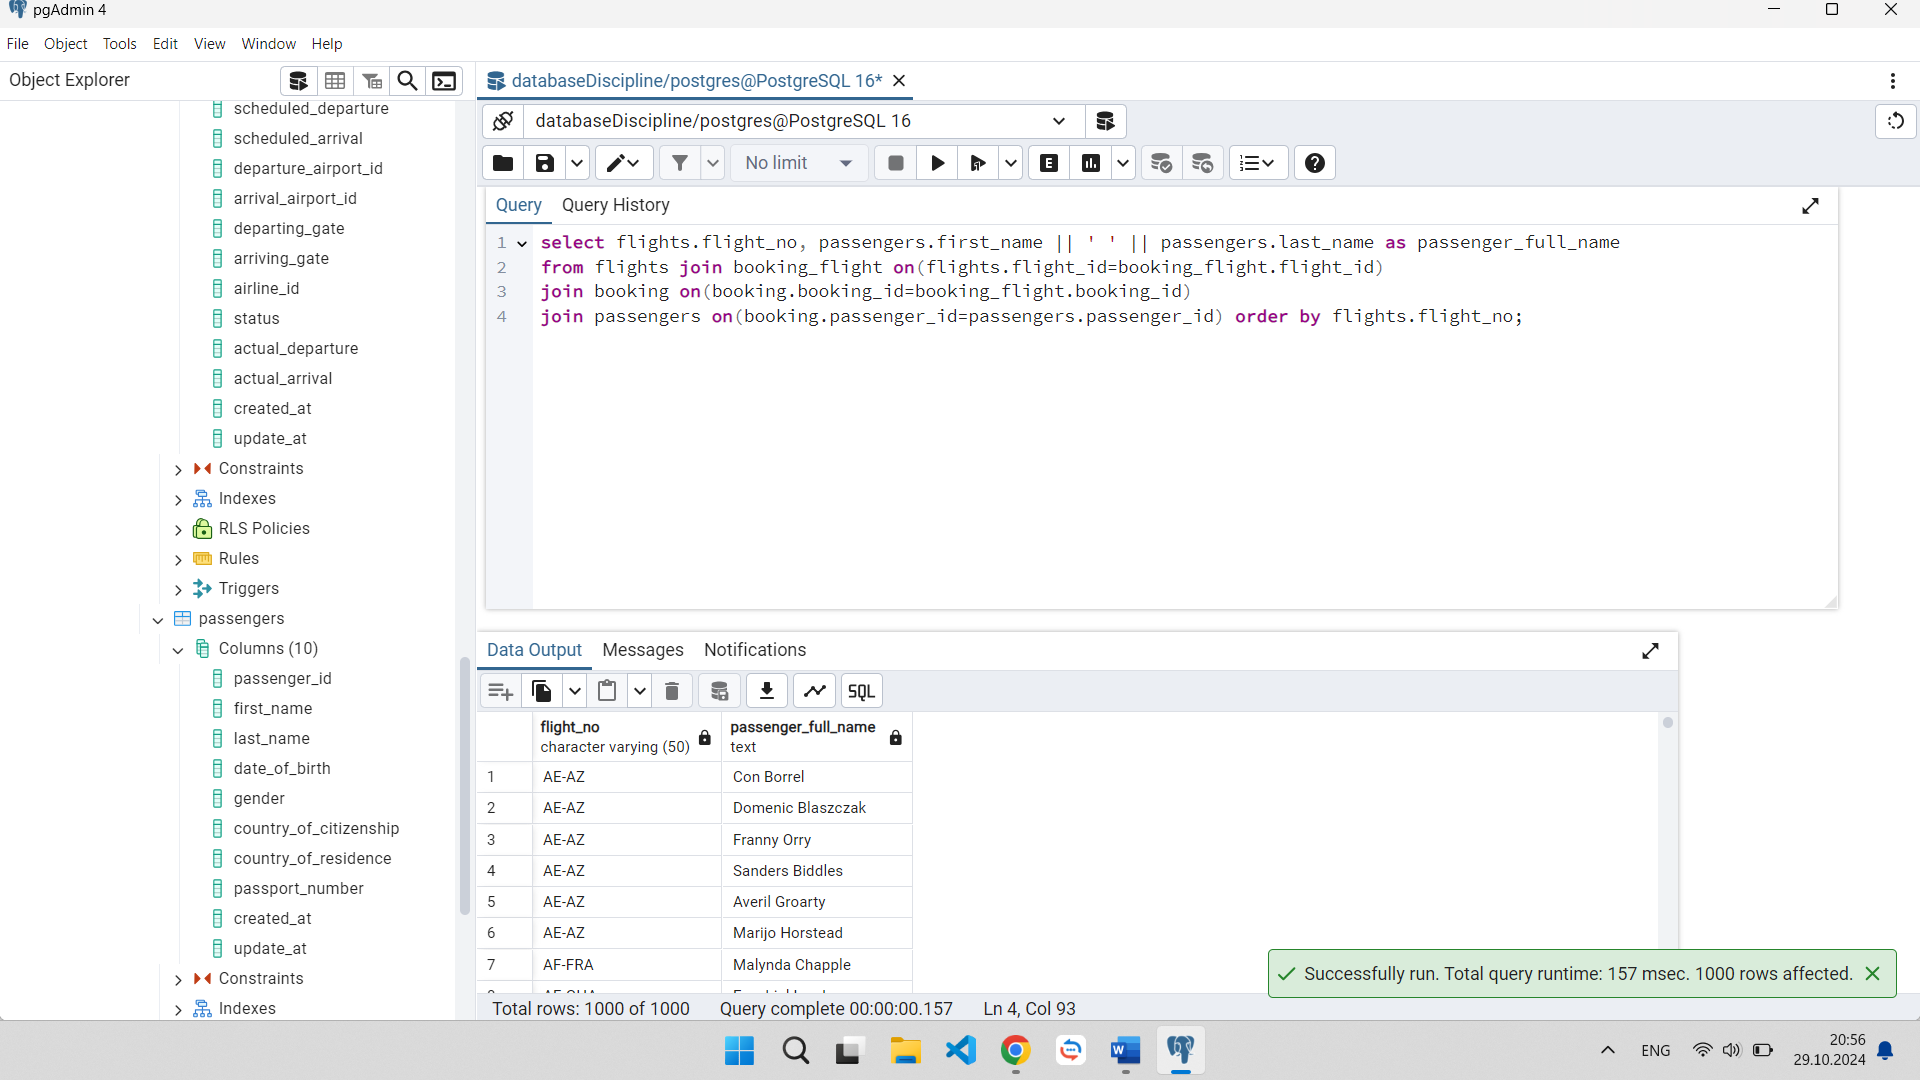 pgAdmin 4
File Object Tools Edit View Window Help
Object Explorer
databaseDiscipline/postgres@PostgreSQL 16*
databaseDiscipline/postgres@PostgreSQL 16
No limit
E
Query Query History
1 select flights.flight_no, passengers.first_name || ' ' || passengers.last_name as passenger_full_name
2 from flights join booking_flight on(flights.flight_id=booking_flight.flight_id)
3 join booking on(booking.booking_id=booking_flight.booking_id)
4 join passengers on(booking.passenger_id=passengers.passenger_id) order by flights.flight_no;
scheduled_departure
scheduled_arrival
departure_airport_id
arrival_airport_id
departing_gate
arriving_gate
airline_id
status
actual_departure
actual_arrival
created_at
update_at
Constraints
Indexes
RLS Policies
Rules
Triggers
passengers
Columns (10)
passenger_id
first_name
last_name
date_of_birth
gender
country_of_citizenship
country_of_residence
passport_number
created_at
update_at
Constraints
Indexes
Data Output Messages Notifications
SQL
flight_no passenger_full_name
character varying (50) text
1 AE-AZ Con Borrel
2 AE-AZ Domenic Blaszczak
3 AE-AZ Franny Orry
4 AE-AZ Sanders Biddles
5 AE-AZ Averil Groarty
6 AE-AZ Marijo Horstead
7 AF-FRA Malynda Chapple
Successfully run. Total query runtime: 157 msec. 1000 rows affected.
Total rows: 1000 of 1000 Query complete 00:00:00.157 Ln 4, Col 93
W
ENG
20:56
29.10.2024